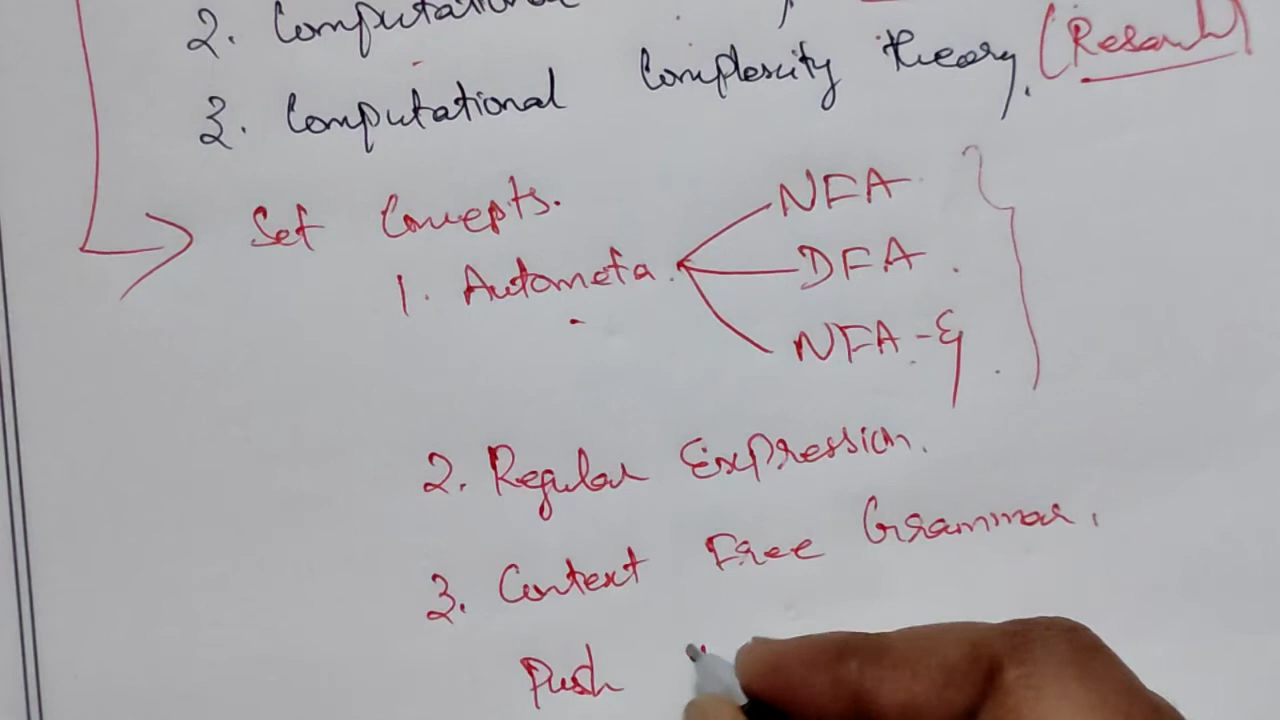 2. Computational
3. Computational Complexity theory. (Research)
Set Concepts.
NFA
1. Automata.
DFA.
NFA-ε
2. Regular Expression.
3. Context Free Grammar.
Push